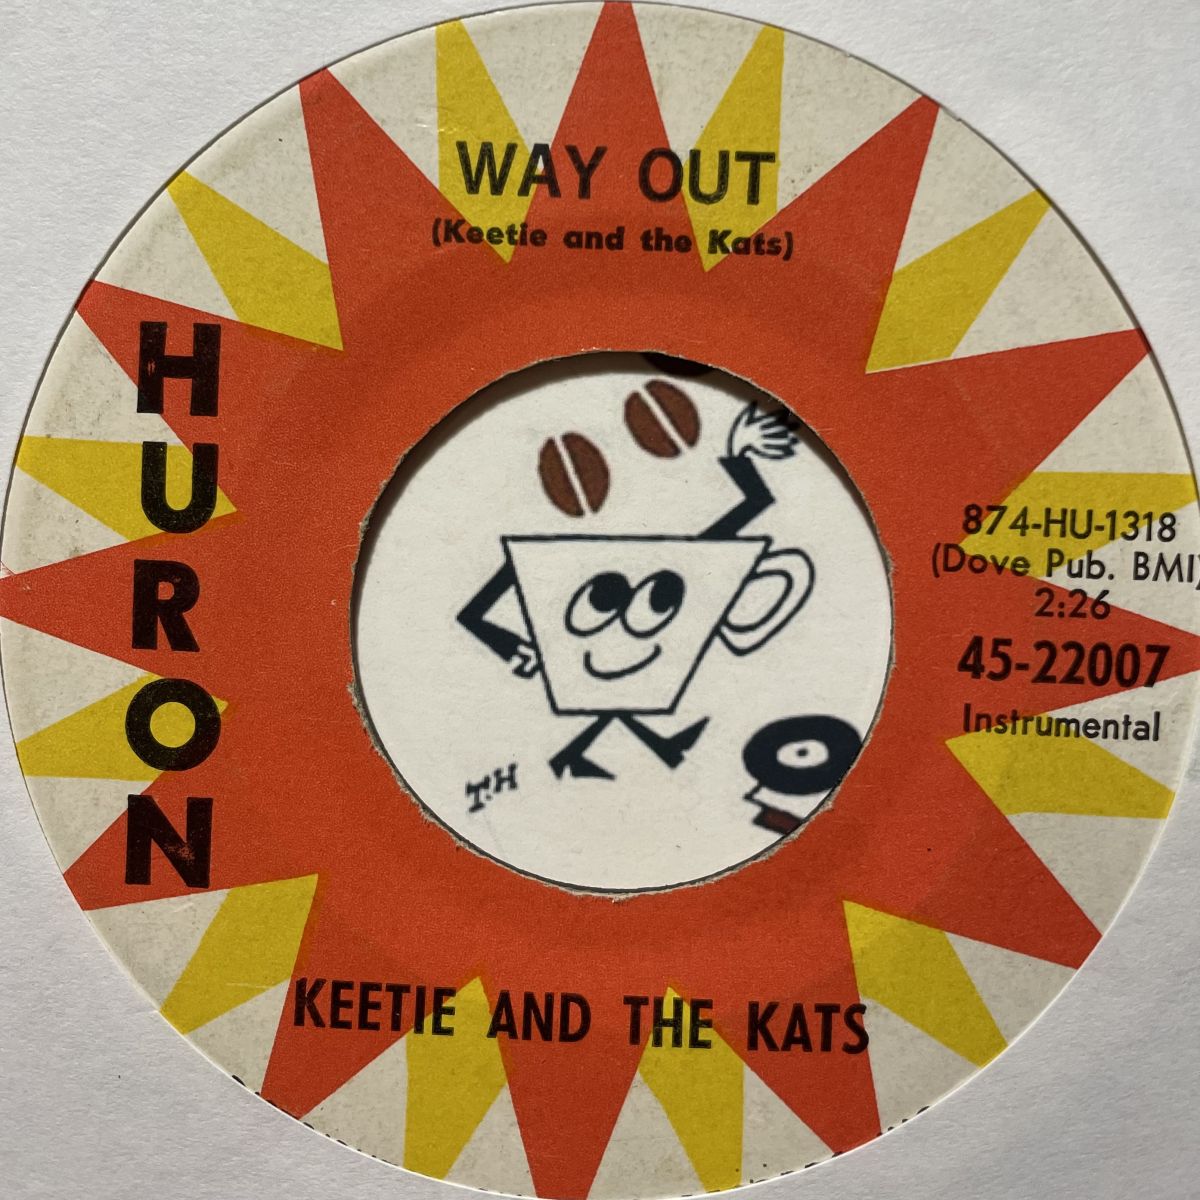 WAY OUT
(Keetie and the Kats)
HURON
874-HU-1318
(Dove Pub. BMI)
2:26
45-22007
Instrumental
T.H
KEETIE AND THE KATS